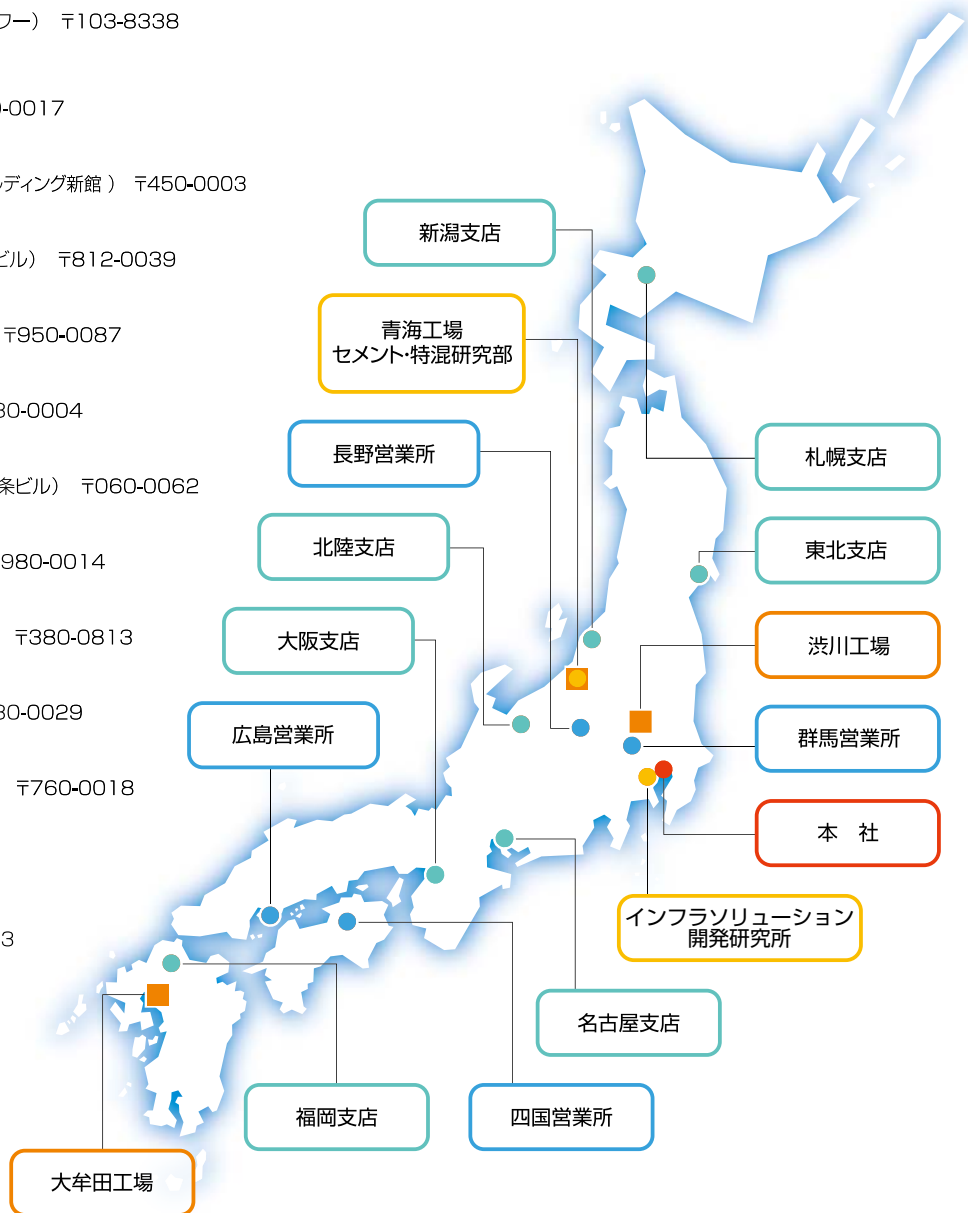 フー） 〒103-8338
0-0017
ルディング新館 ） 〒450-0003
ビル） 〒812-0039
〒950-0087
30-0004
条ビル） 〒060-0062
980-0014
〒380-0813
30-0029
〒760-0018
3
新潟支店
青海工場
セメント･特混研究部
長野営業所
北陸支店
大阪支店
広島営業所
札幌支店
東北支店
渋川工場
群馬営業所
本　社
インフラソリューション
開発研究所
名古屋支店
四国営業所
福岡支店
大牟田工場